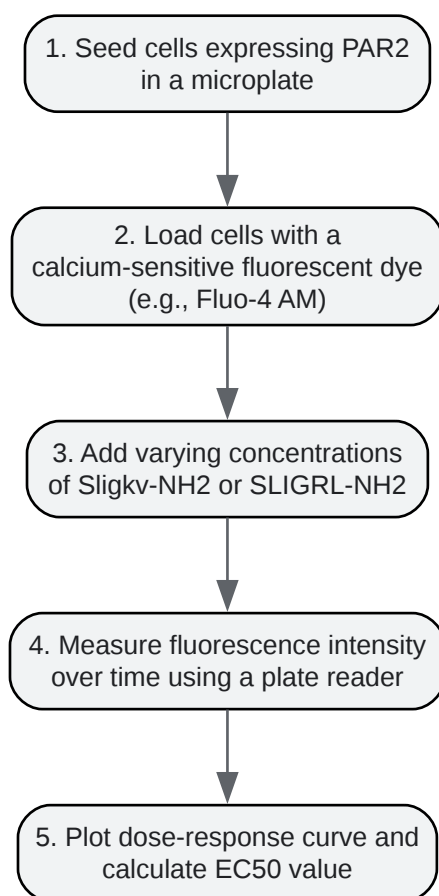 1. Seed cells expressing PAR2
in a microplate
2. Load cells with a
calcium-sensitive fluorescent dye
(e.g., Fluo-4 AM)
3. Add varying concentrations
of Sligkv-NH2 or SLIGRL-NH2
4. Measure fluorescence intensity
over time using a plate reader
5. Plot dose-response curve and
calculate EC50 value